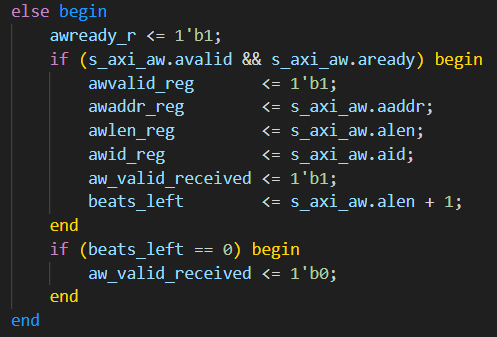 else begin
    awready_r <= 1'b1;
    if (s_axi_aw.avalid && s_axi_aw.aready) begin
        awvalid_reg       <= 1'b1;
        awaddr_reg        <= s_axi_aw.aaddr;
        awlen_reg         <= s_axi_aw.alen;
        awid_reg          <= s_axi_aw.aid;
        aw_valid_received <= 1'b1;
        beats_left        <= s_axi_aw.alen + 1;
    end
    if (beats_left == 0) begin
        aw_valid_received <= 1'b0;
    end
end